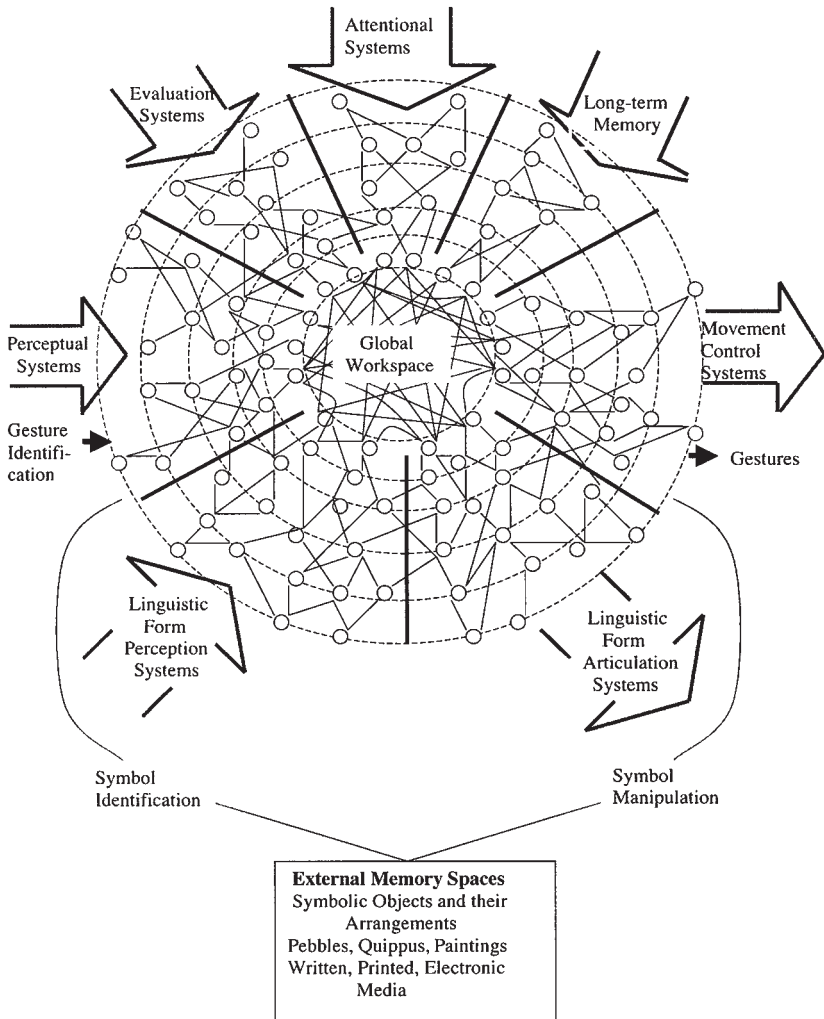 Attentional
Systems
Evaluation
Systems
Long-term
Memory
Perceptual
Systems
Global
Workspace
Movement
Control
Systems
Gesture
Identifi-
cation
Gestures
Linguistic
Form
Perception
Systems
Linguistic
Form
Articulation
Systems
Symbol
Identification
Symbol
Manipulation
External Memory Spaces
Symbolic Objects and their
Arrangements
Pebbles, Quippus, Paintings
Written, Printed, Electronic
Media